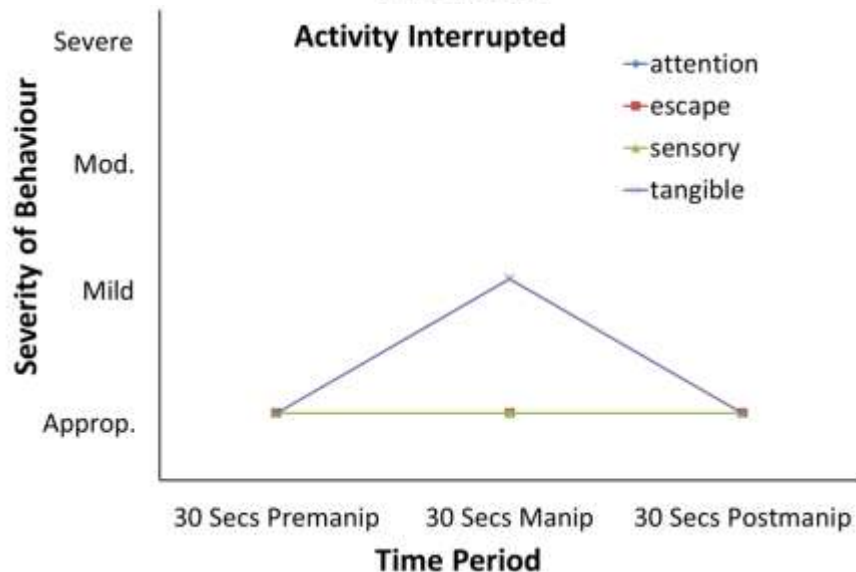 Activity Interrupted
Severe
Mod.
Mild
Approp.
Severity of Behaviour
attention
escape
sensory
tangible
30 Secs Premanip
30 Secs Manip
30 Secs Postmanip
Time Period